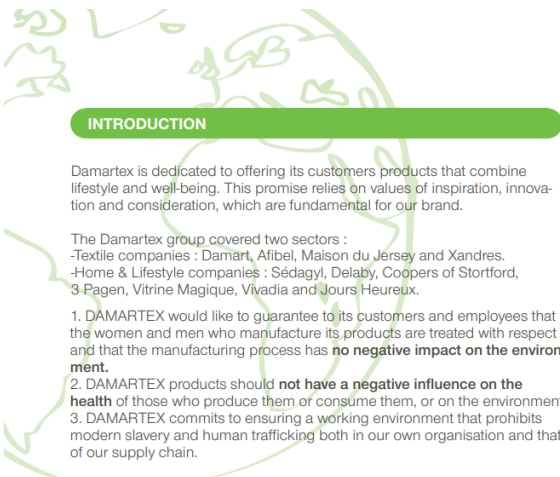 INTRODUCTION
Damartex is dedicated to offering its customers products that combine
lifestyle and well-being. This promise relies on values of inspiration, innova-
tion and consideration, which are fundamental for our brand.
The Damartex group covered two sectors :
-Textile companies : Damart, Afibel, Maison du Jersey and Xandres.
-Home & Lifestyle companies : Sédagyl, Delaby, Coopers of Stortford,
3 Pagen, Vitrine Magique, Vivadia and Jours Heureux.
1. DAMARTEX would like to guarantee to its customers and employees that
the women and men who manufacture its products are treated with respect
and that the manufacturing process has no negative impact on the environ
ment.
2. DAMARTEX products should not have a negative influence on the
health of those who produce them or consume them, or on the environment
3. DAMARTEX commits to ensuring a working environment that prohibits
modern slavery and human trafficking both in our own organisation and that
of our supply chain.